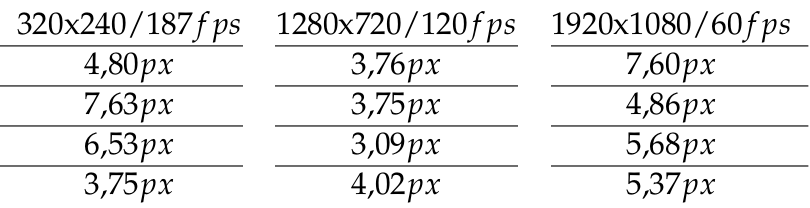 320x240/187fps 1280x720/120fps 1920x1080/60fps
4,80px 3,76px 7,60px
7,63px 3,75px 4,86px
6,53px 3,09px 5,68px
3,75px 4,02px 5,37px